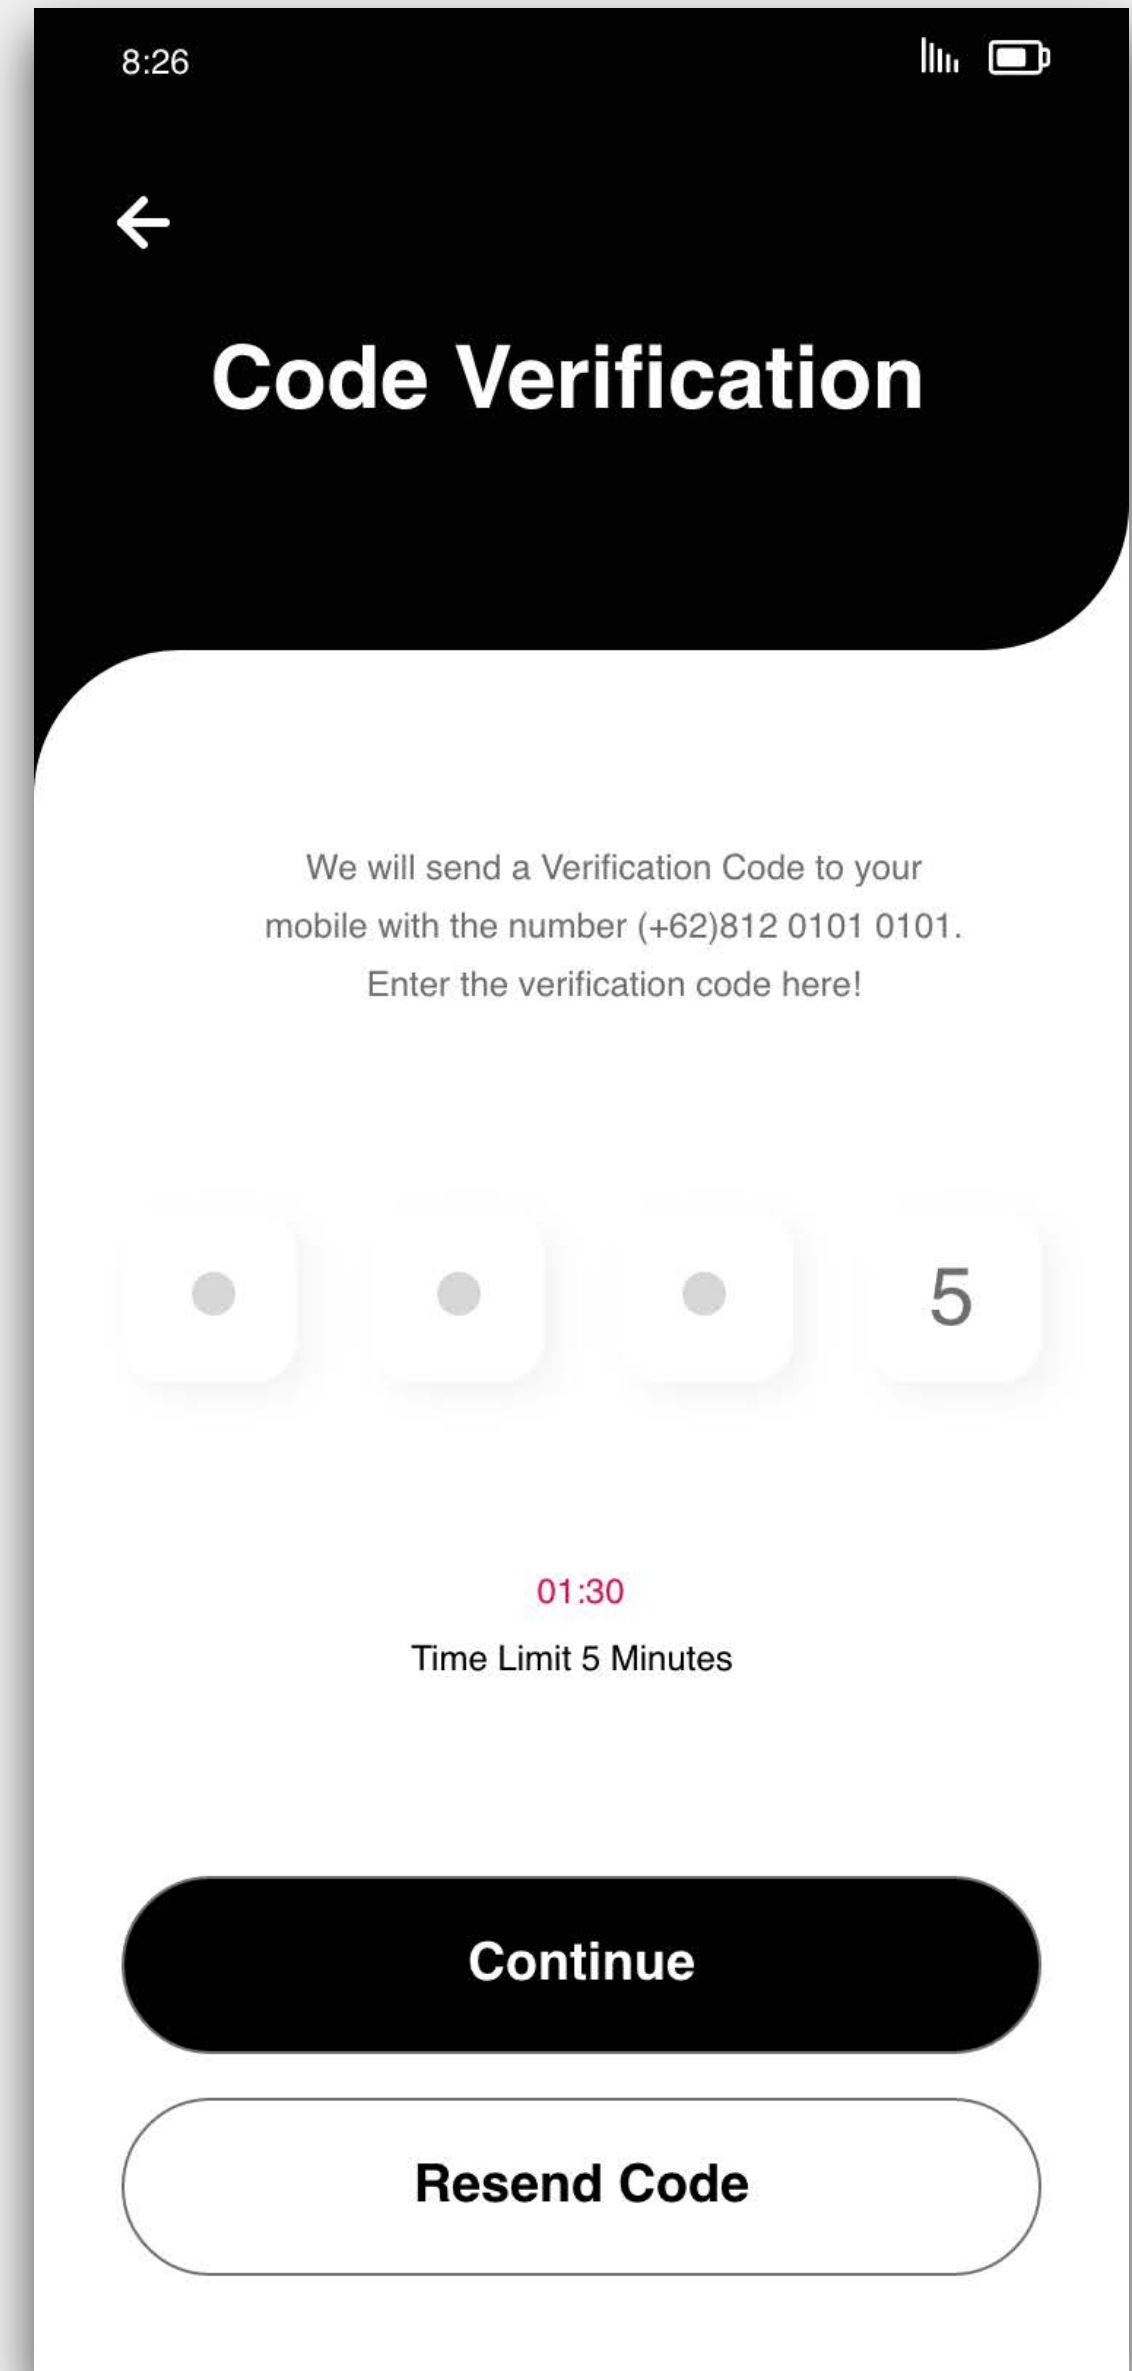 8:26
Code Verification
We will send a Verification Code to your
mobile with the number (+62)812 0101 0101.
Enter the verification code here!
5
01:30
Time Limit 5 Minutes
Continue
Resend Code